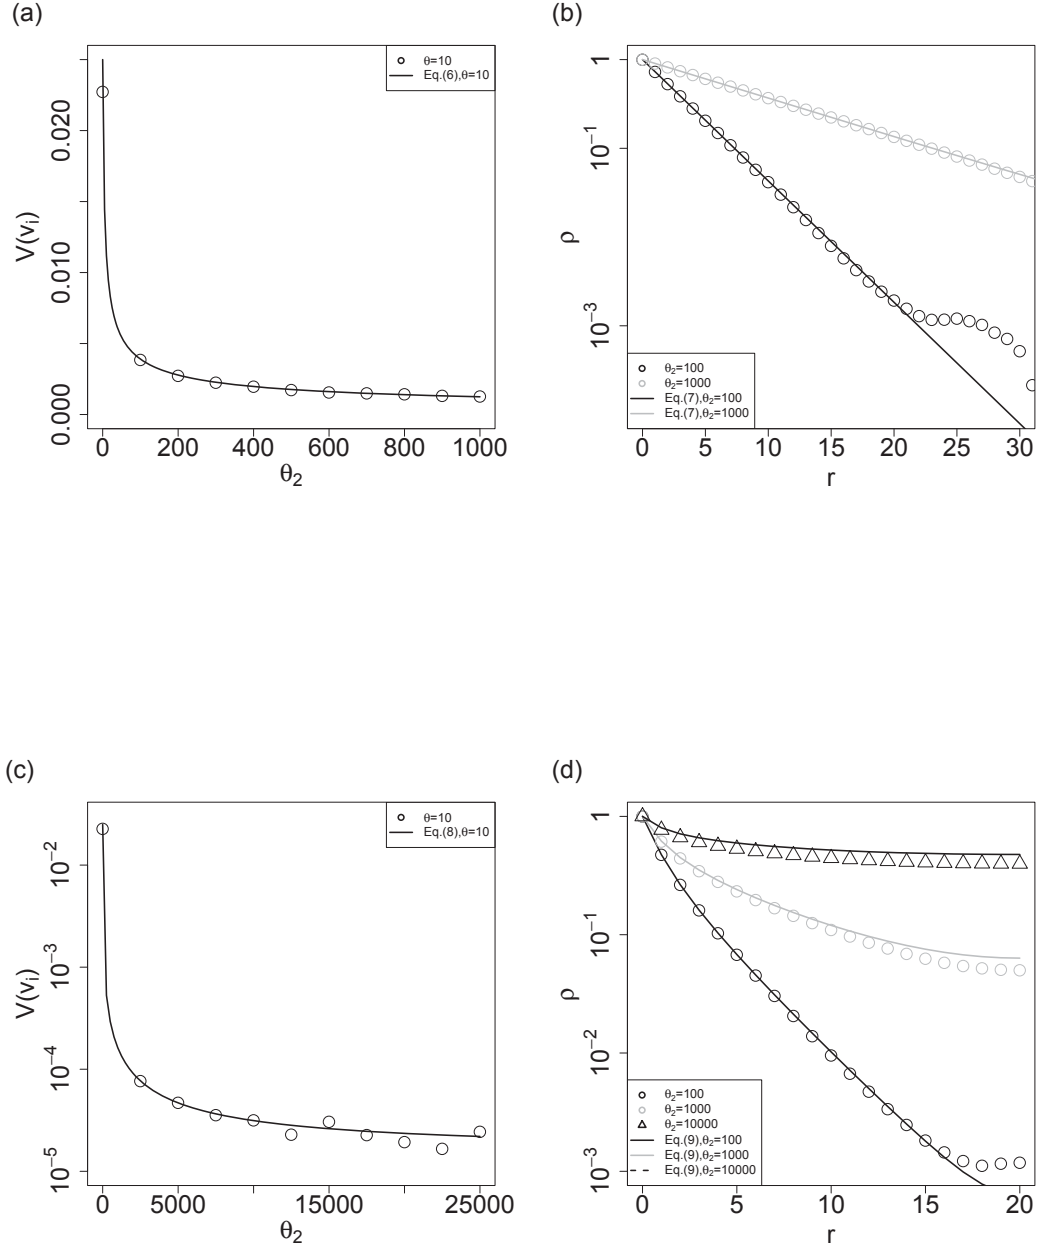 (a)
θ=10
Eq.(6),θ=10
V(vᵢ)
0.000
0.010
0.020
0 200 400 600 800 1000
θ₂
(b)
1
10⁻¹
10⁻³
ρ
θ₂=100
θ₂=1000
Eq.(7),θ₂=100
Eq.(7),θ₂=1000
0 5 10 15 20 25 30
r
(c)
θ=10
Eq.(8),θ=10
V(vᵢ)
10⁻²
10⁻³
10⁻⁴
10⁻⁵
0 5000 15000 25000
θ₂
(d)
1
10⁻¹
10⁻²
10⁻³
ρ
θ₂=100
θ₂=1000
θ₂=10000
Eq.(9),θ₂=100
Eq.(9),θ₂=1000
Eq.(9),θ₂=10000
0 5 10 15 20
r